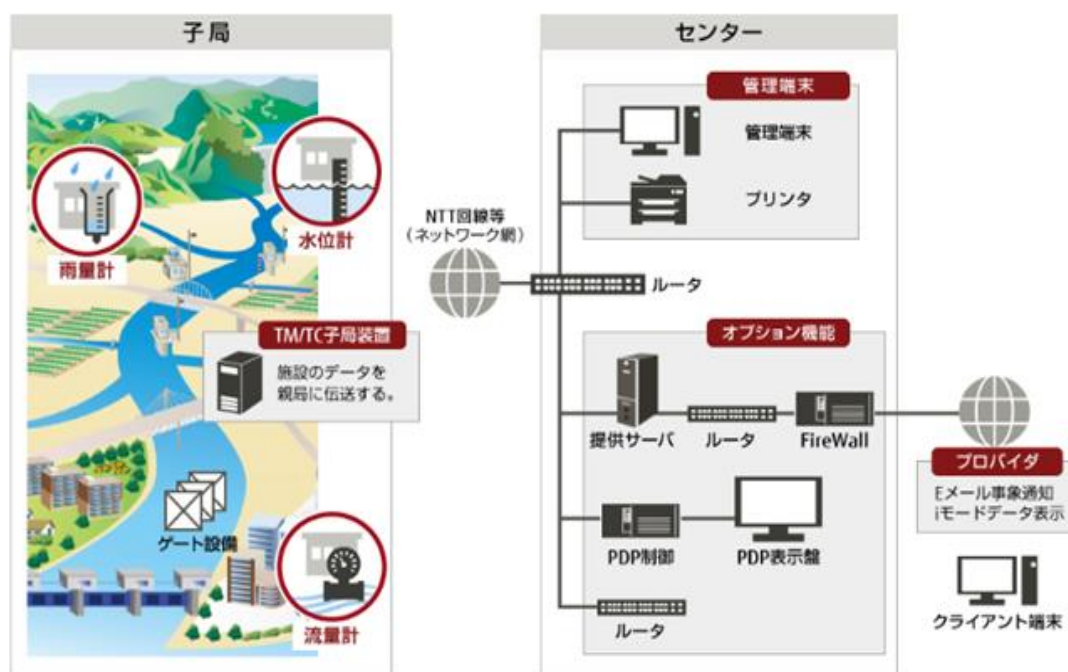 子局
雨量計
水位計
TM/TC子局装置
施設のデータを
親局に伝送する。
ゲート設備
流量計
NTT回線等
（ネットワーク網）
センター
管理端末
管理端末
プリンタ
ルータ
オプション機能
提供サーバ
ルータ
FireWall
PDP制御
PDP表示盤
ルータ
プロバイダ
Eメール事象通知
iモードデータ表示
クライアント端末